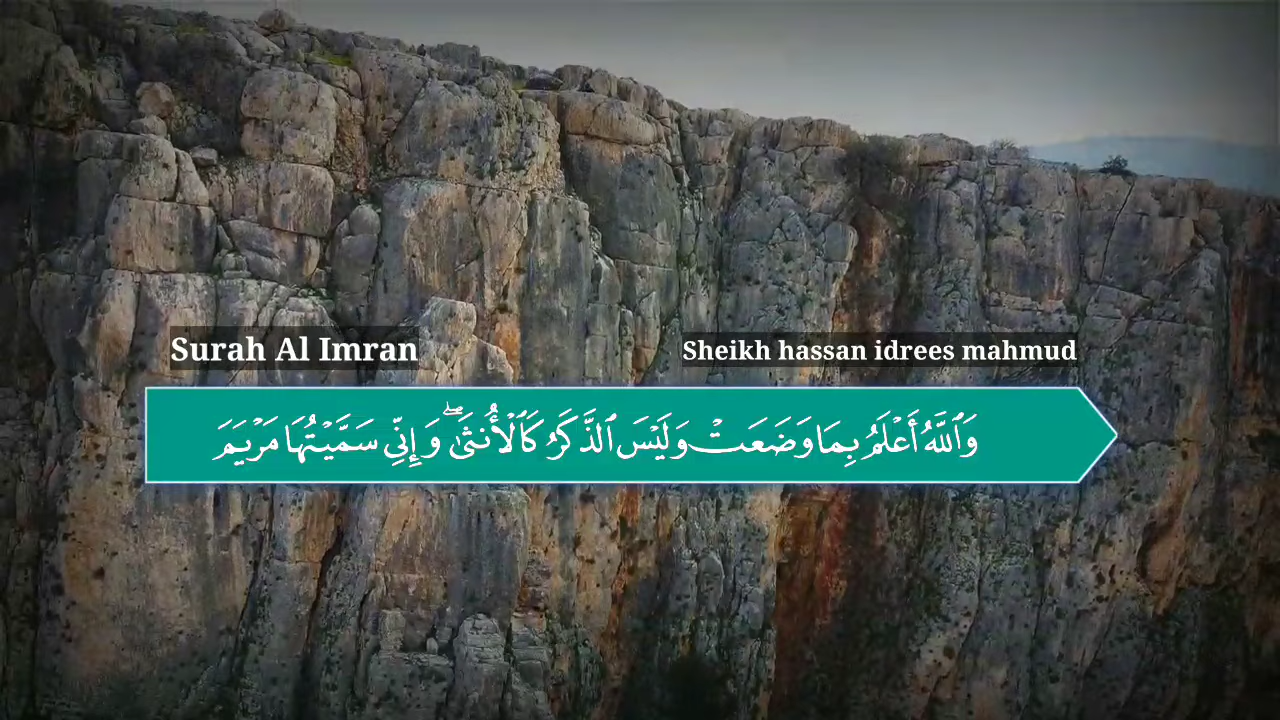 Surah Al Imran
Sheikh hassan idrees mahmud
وَٱللَّهُ أَعْلَمُ بِمَا وَضَعَتْ وَلَيْسَ ٱلذَّكَرُ كَٱلْأُنثَىٰ ۖ وَإِنِّى سَمَّيْتُهَا مَرْيَمَ